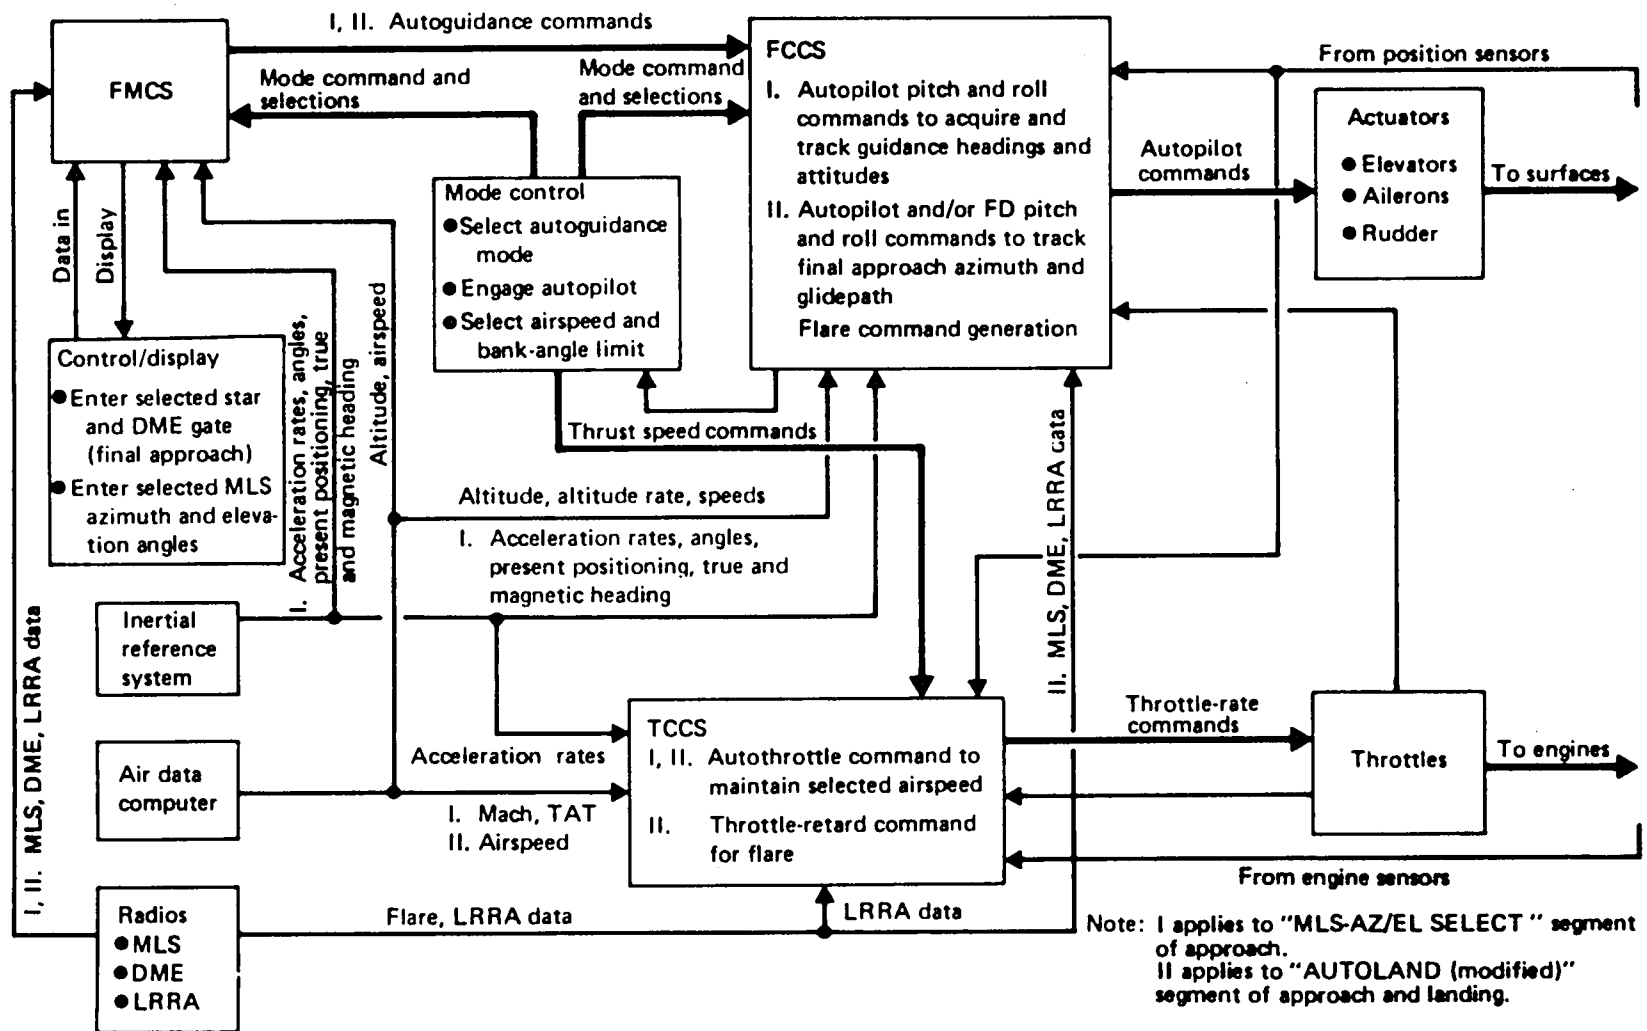 I, II. Autoguidance commands
FMCS
Mode command and
selections
Mode command
and selections
FCCS
I. Autopilot pitch and roll
commands to acquire and
track guidance headings and
attitudes
II. Autopilot and/or FD pitch
and roll commands to track
final approach azimuth and
glidepath
Flare command generation
From position sensors
Autopilot
commands
Actuators
● Elevators
● Ailerons
● Rudder
To surfaces
Mode control
● Select autoguidance
mode
● Engage autopilot
● Select airspeed and
bank-angle limit
Data in
Display
Control/display
● Enter selected star
and DME gate
(final approach)
● Enter selected MLS
azimuth and eleva-
tion angles
I. Acceleration rates, angles,
present positioning, true
and magnetic heading
Altitude, airspeed
Thrust speed commands
Altitude, altitude rate, speeds
I. Acceleration rates, angles,
present positioning, true and
magnetic heading
II. MLS, DME, LRRA data
I, II. MLS, DME, LRRA data
Inertial
reference
system
Air data
computer
Acceleration rates
I. Mach, TAT
II. Airspeed
TCCS
I, II. Autothrottle command to
maintain selected airspeed
II. Throttle-retard command
for flare
Throttle-rate
commands
Throttles
To engines
From engine sensors
Radios
● MLS
● DME
● LRRA
Flare, LRRA data
LRRA data
Note: I applies to "MLS-AZ/EL SELECT " segment
of approach.
II applies to "AUTOLAND (modified)"
segment of approach and landing.